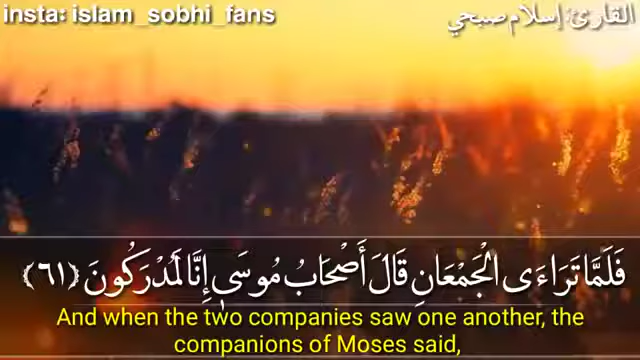 insta: islam_sobhi_fans
القارئ: إسلام صبحي
فَلَمَّا تَرَاءَى الْجَمْعَانِ قَالَ أَصْحَابُ مُوسَى إِنَّا لَمُدْرَكُونَ ﴿٦١﴾
And when the two companies saw one another, the
companions of Moses said,